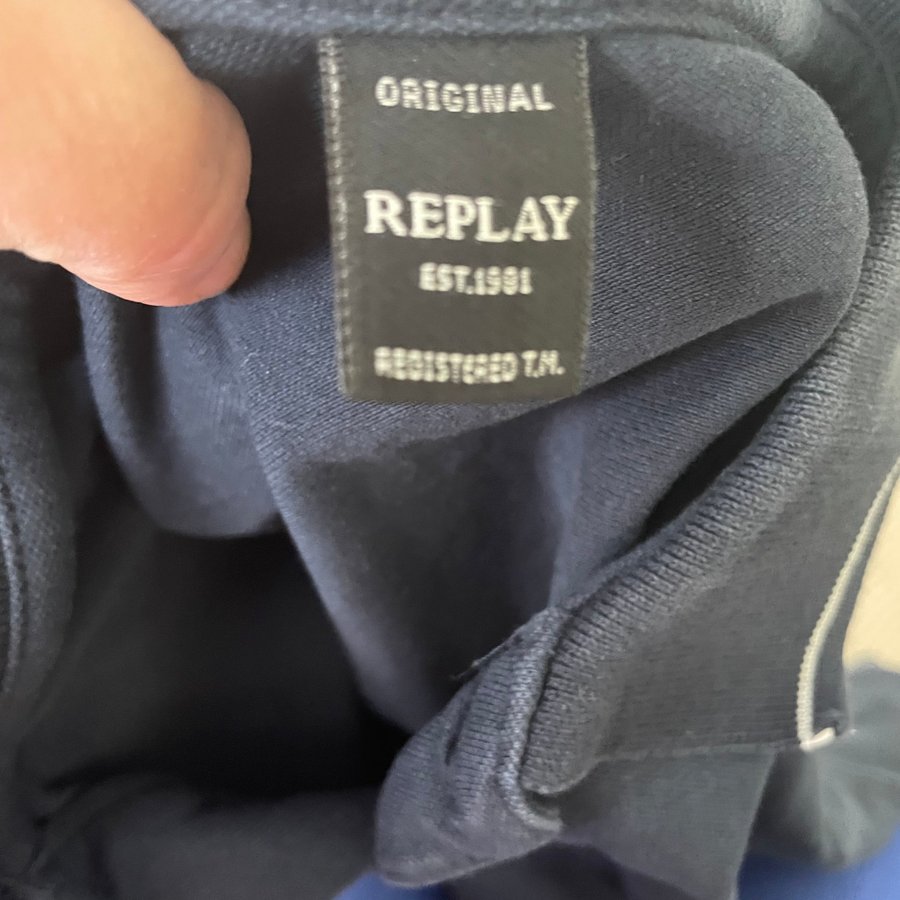 ORIGINAL
REPLAY
EST.1981
REGISTERED T.M.